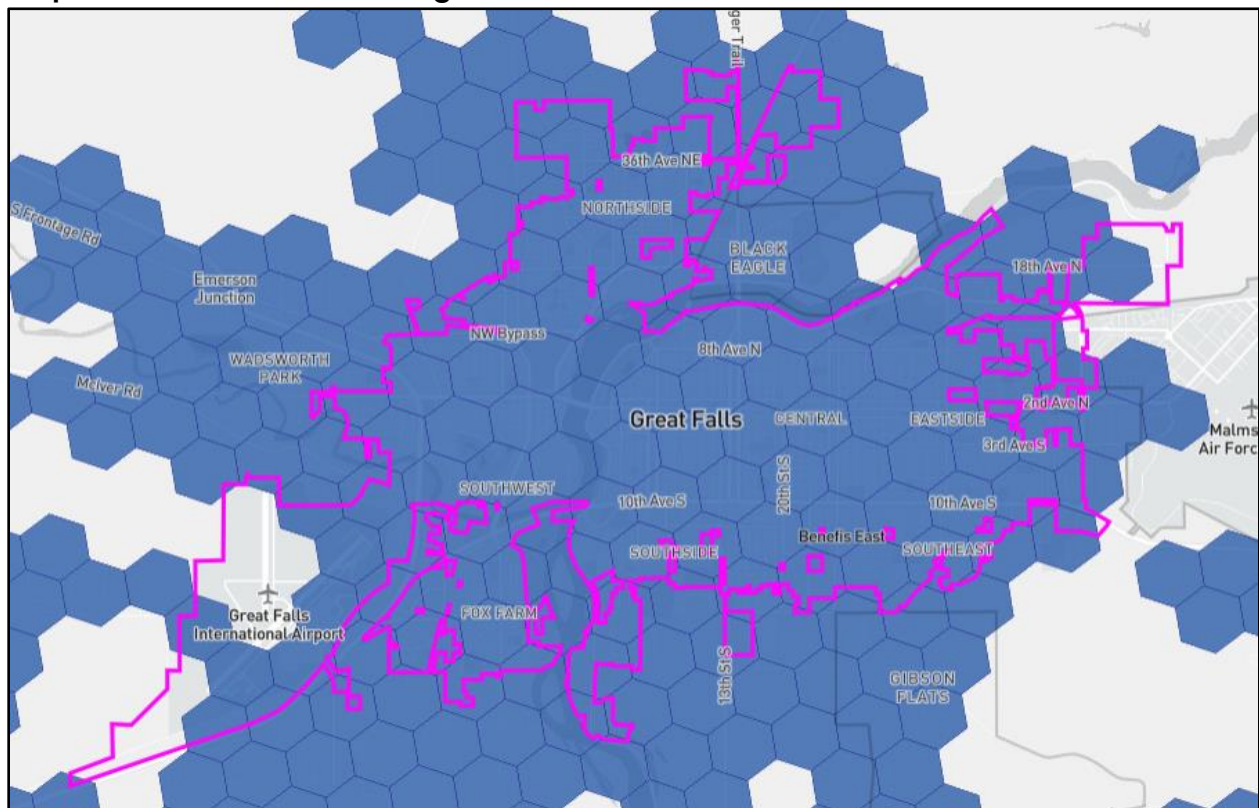 ger Trail
36th Ave NE
NORTHSIDE
S Frontage Rd
BLACK
EAGLE
18th Ave N
Emerson
Junction
NW Bypass
8th Ave N
WADSWORTH
PARK
McIver Rd
2nd Ave N
Great Falls
CENTRAL
EASTSIDE
Malms
Air Forc
3rd Ave S
20th St S
SOUTHWEST
10th Ave S
10th Ave S
Benefis East
SOUTHSIDE
SOUTHEAST
Great Falls
International Airport
FOX FARM
13th St S
GIBSON
FLATS